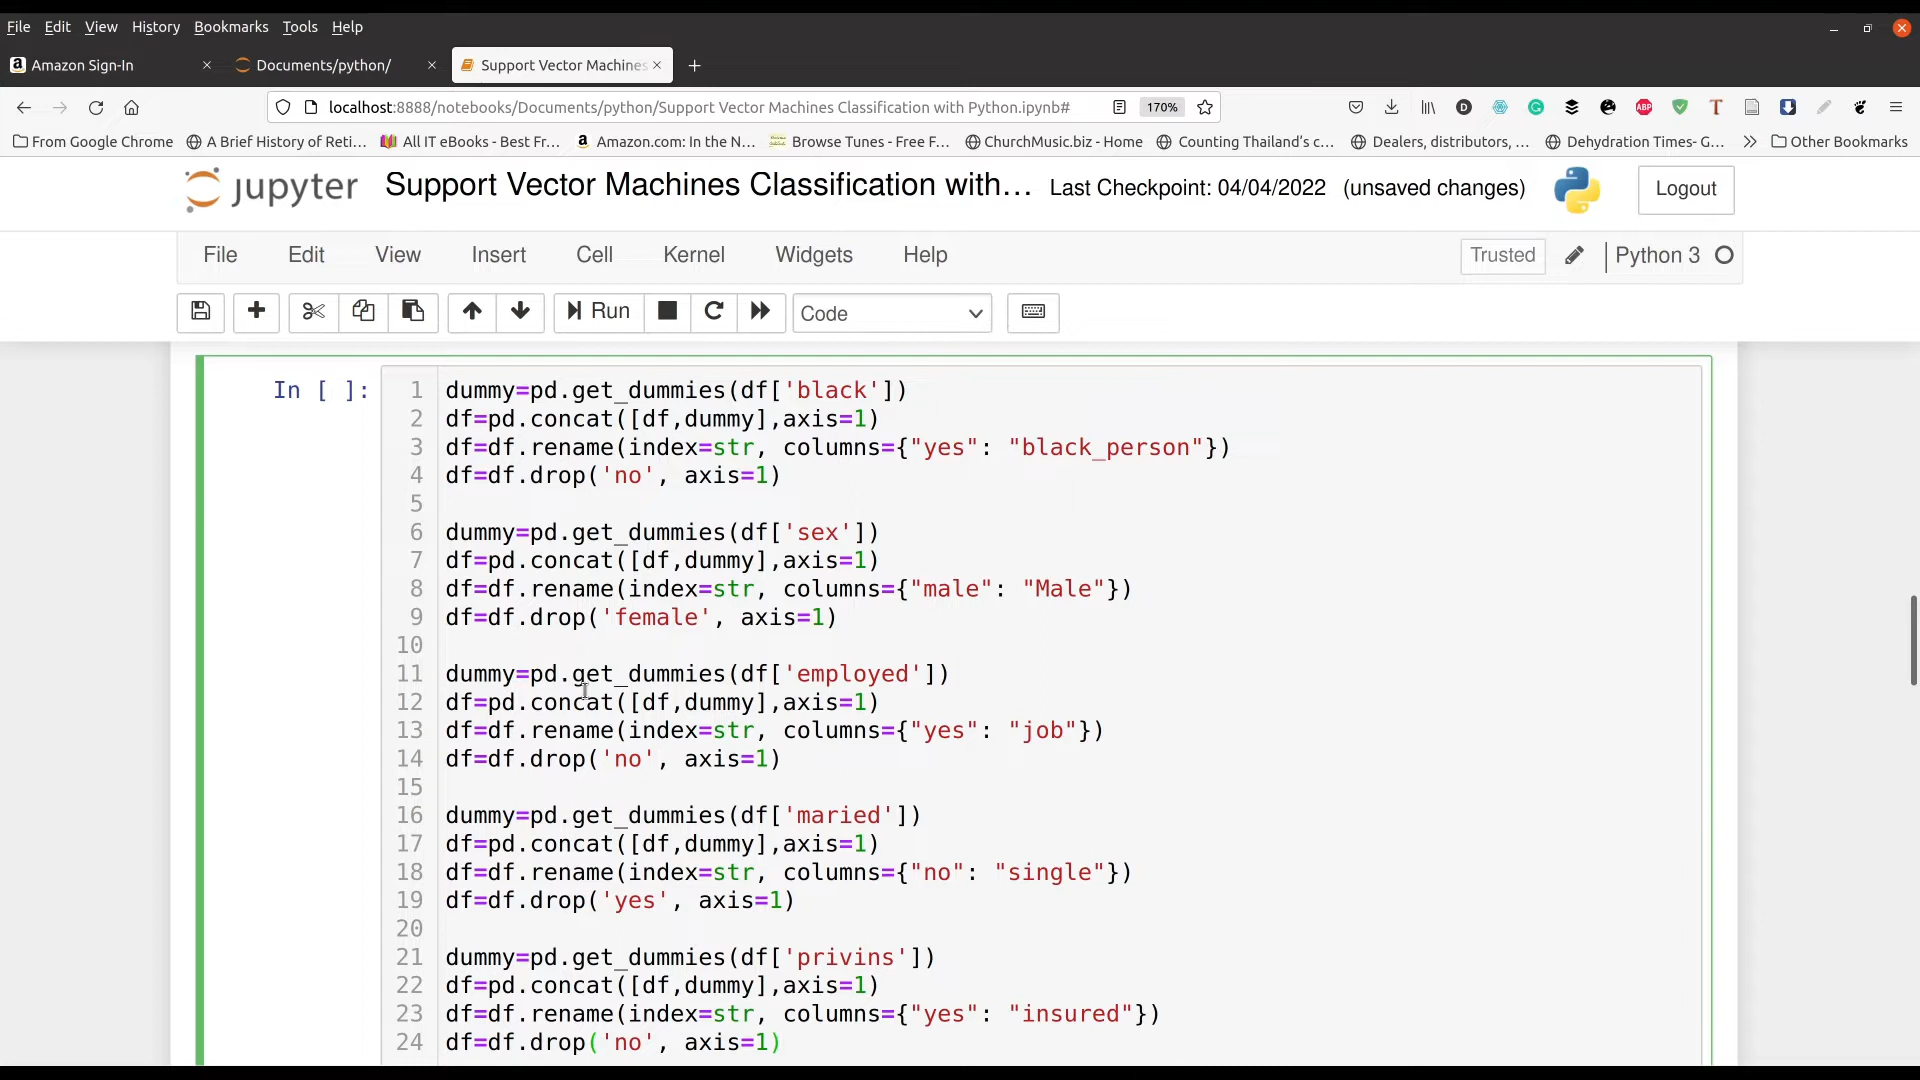 File Edit View History Bookmarks Tools Help
Amazon Sign-In Documents/python/ Support Vector Machines
localhost:8888/notebooks/Documents/python/Support Vector Machines Classification with Python.ipynb# 170%
From Google Chrome A Brief History of Reti... All IT eBooks - Best Fr... Amazon.com: In the N... Browse Tunes - Free F... ChurchMusic.biz - Home Counting Thailand's c... Dealers, distributors, ... Dehydration Times- G... Other Bookmarks
jupyter Support Vector Machines Classification with... Last Checkpoint: 04/04/2022 (unsaved changes) Logout
File Edit View Insert Cell Kernel Widgets Help Trusted Python 3
Run Code
In [ ]:
1 dummy=pd.get_dummies(df['black'])
2 df=pd.concat([df,dummy],axis=1)
3 df=df.rename(index=str, columns={"yes": "black_person"})
4 df=df.drop('no', axis=1)
5
6 dummy=pd.get_dummies(df['sex'])
7 df=pd.concat([df,dummy],axis=1)
8 df=df.rename(index=str, columns={"male": "Male"})
9 df=df.drop('female', axis=1)
10
11 dummy=pd.get_dummies(df['employed'])
12 df=pd.concat([df,dummy],axis=1)
13 df=df.rename(index=str, columns={"yes": "job"})
14 df=df.drop('no', axis=1)
15
16 dummy=pd.get_dummies(df['maried'])
17 df=pd.concat([df,dummy],axis=1)
18 df=df.rename(index=str, columns={"no": "single"})
19 df=df.drop('yes', axis=1)
20
21 dummy=pd.get_dummies(df['privins'])
22 df=pd.concat([df,dummy],axis=1)
23 df=df.rename(index=str, columns={"yes": "insured"})
24 df=df.drop('no', axis=1)